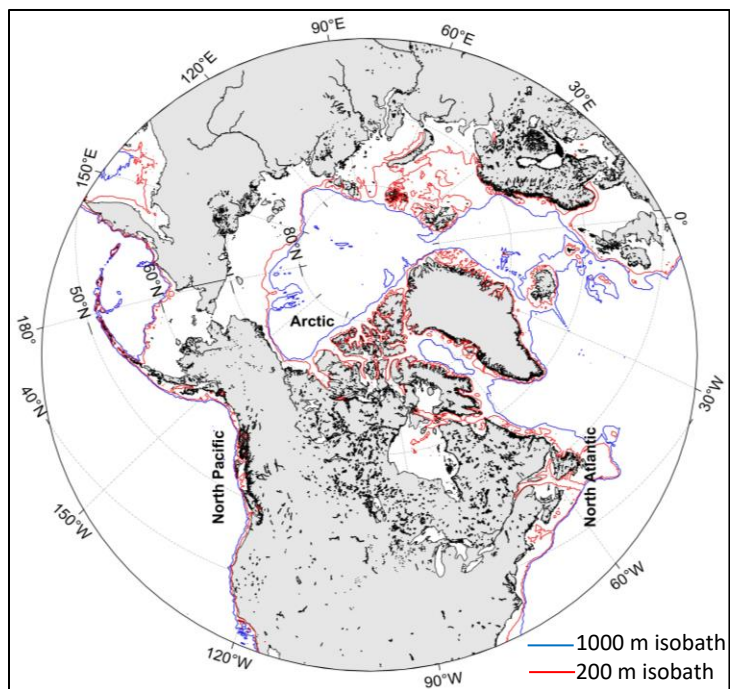 90°E
60°E
120°E
30°E
150°E
0°
80°N
60°N
50°N
Arctic
180°
40°N
30°W
North Pacific
North Atlantic
150°W
60°W
120°W
90°W
1000 m isobath
200 m isobath